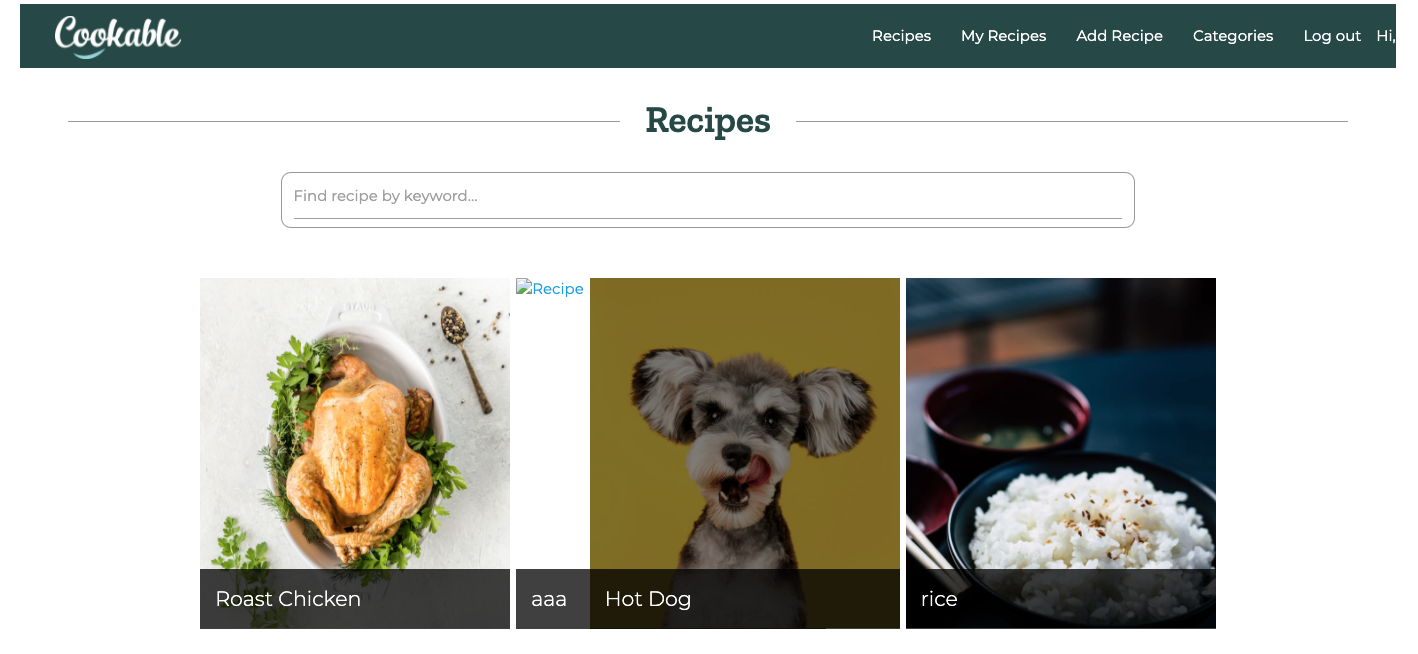 Cookable
Recipes My Recipes Add Recipe Categories Log out Hi,
Recipes
Find recipe by keyword...
STAUB
Recipe
Roast Chicken
aaa
Hot Dog
rice